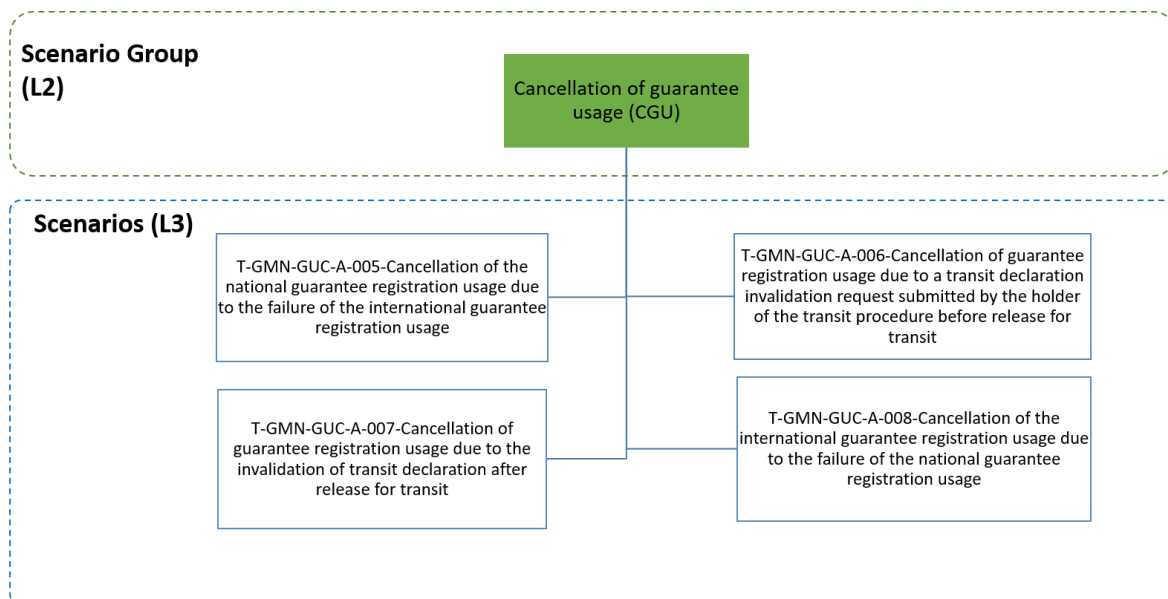 Scenario Group
(L2)
Cancellation of guarantee
usage (CGU)
Scenarios (L3)
T-GMN-GUC-A-005-Cancellation of the
national guarantee registration usage due
to the failure of the international guarantee
registration usage
T-GMN-GUC-A-006-Cancellation of guarantee
registration usage due to a transit declaration
invalidation request submitted by the holder
of the transit procedure before release for
transit
T-GMN-GUC-A-007-Cancellation of
guarantee registration usage due to the
invalidation of transit declaration after
release for transit
T-GMN-GUC-A-008-Cancellation of the
international guarantee registration usage due
to the failure of the national guarantee
registration usage